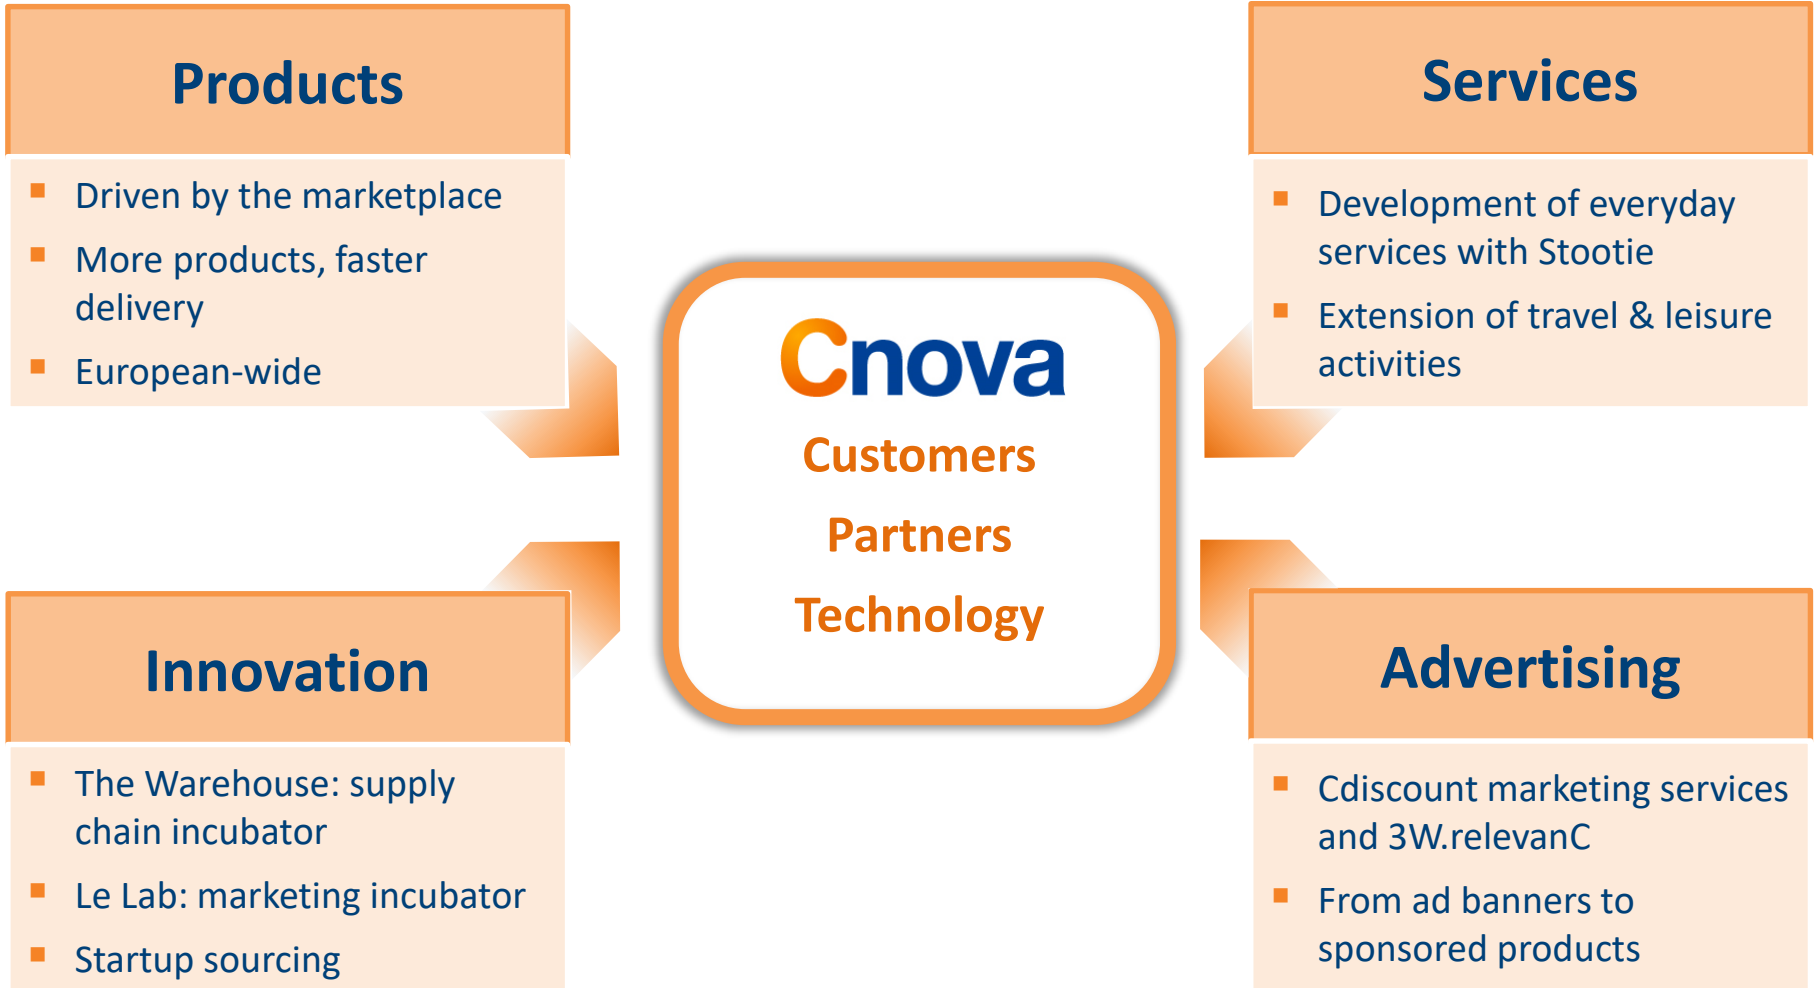 Products
Driven by the marketplace
More products, faster
delivery
European-wide
Services
Development of everyday
services with Stootie
Extension of travel & leisure
activities
Cnova
Customers
Partners
Technology
Innovation
The Warehouse: supply
chain incubator
Le Lab: marketing incubator
Startup sourcing
Advertising
Cdiscount marketing services
and 3W.relevanC
From ad banners to
sponsored products